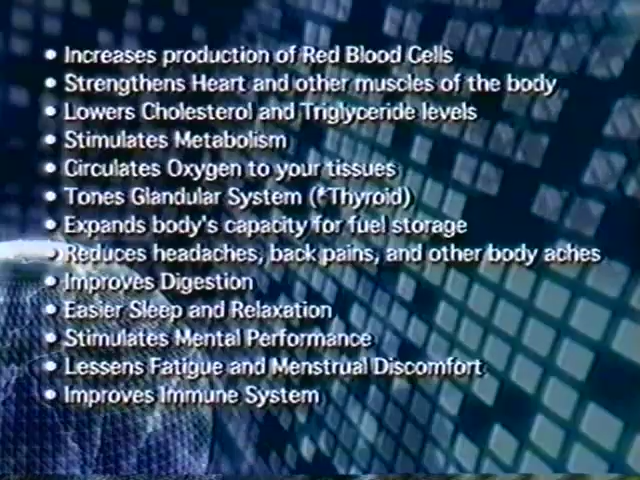 • Increases production of Red Blood Cells
• Strengthens Heart and other muscles of the body
• Lowers Cholesterol and Triglyceride levels
• Stimulates Metabolism
• Circulates Oxygen to your tissues
• Tones Glandular System (*Thyroid)
• Expands body's capacity for fuel storage
• Reduces headaches, back pains, and other body aches
• Improves Digestion
• Easier Sleep and Relaxation
• Stimulates Mental Performance
• Lessens Fatigue and Menstrual Discomfort
• Improves Immune System